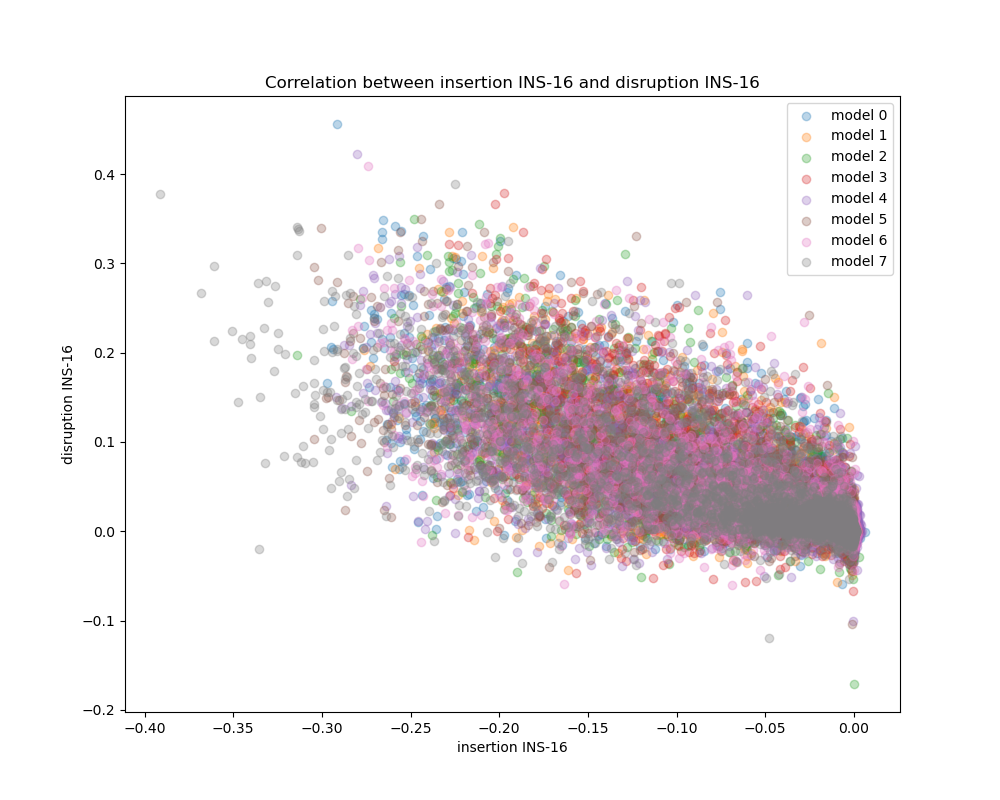 Correlation between insertion INS-16 and disruption INS-16
model 0
model 1
model 2
model 3
model 4
model 5
model 6
model 7
disruption INS-16
0.4
0.3
0.2
0.1
0.0
−0.1
−0.2
−0.40
−0.35
−0.30
−0.25
−0.20
−0.15
−0.10
−0.05
0.00
insertion INS-16